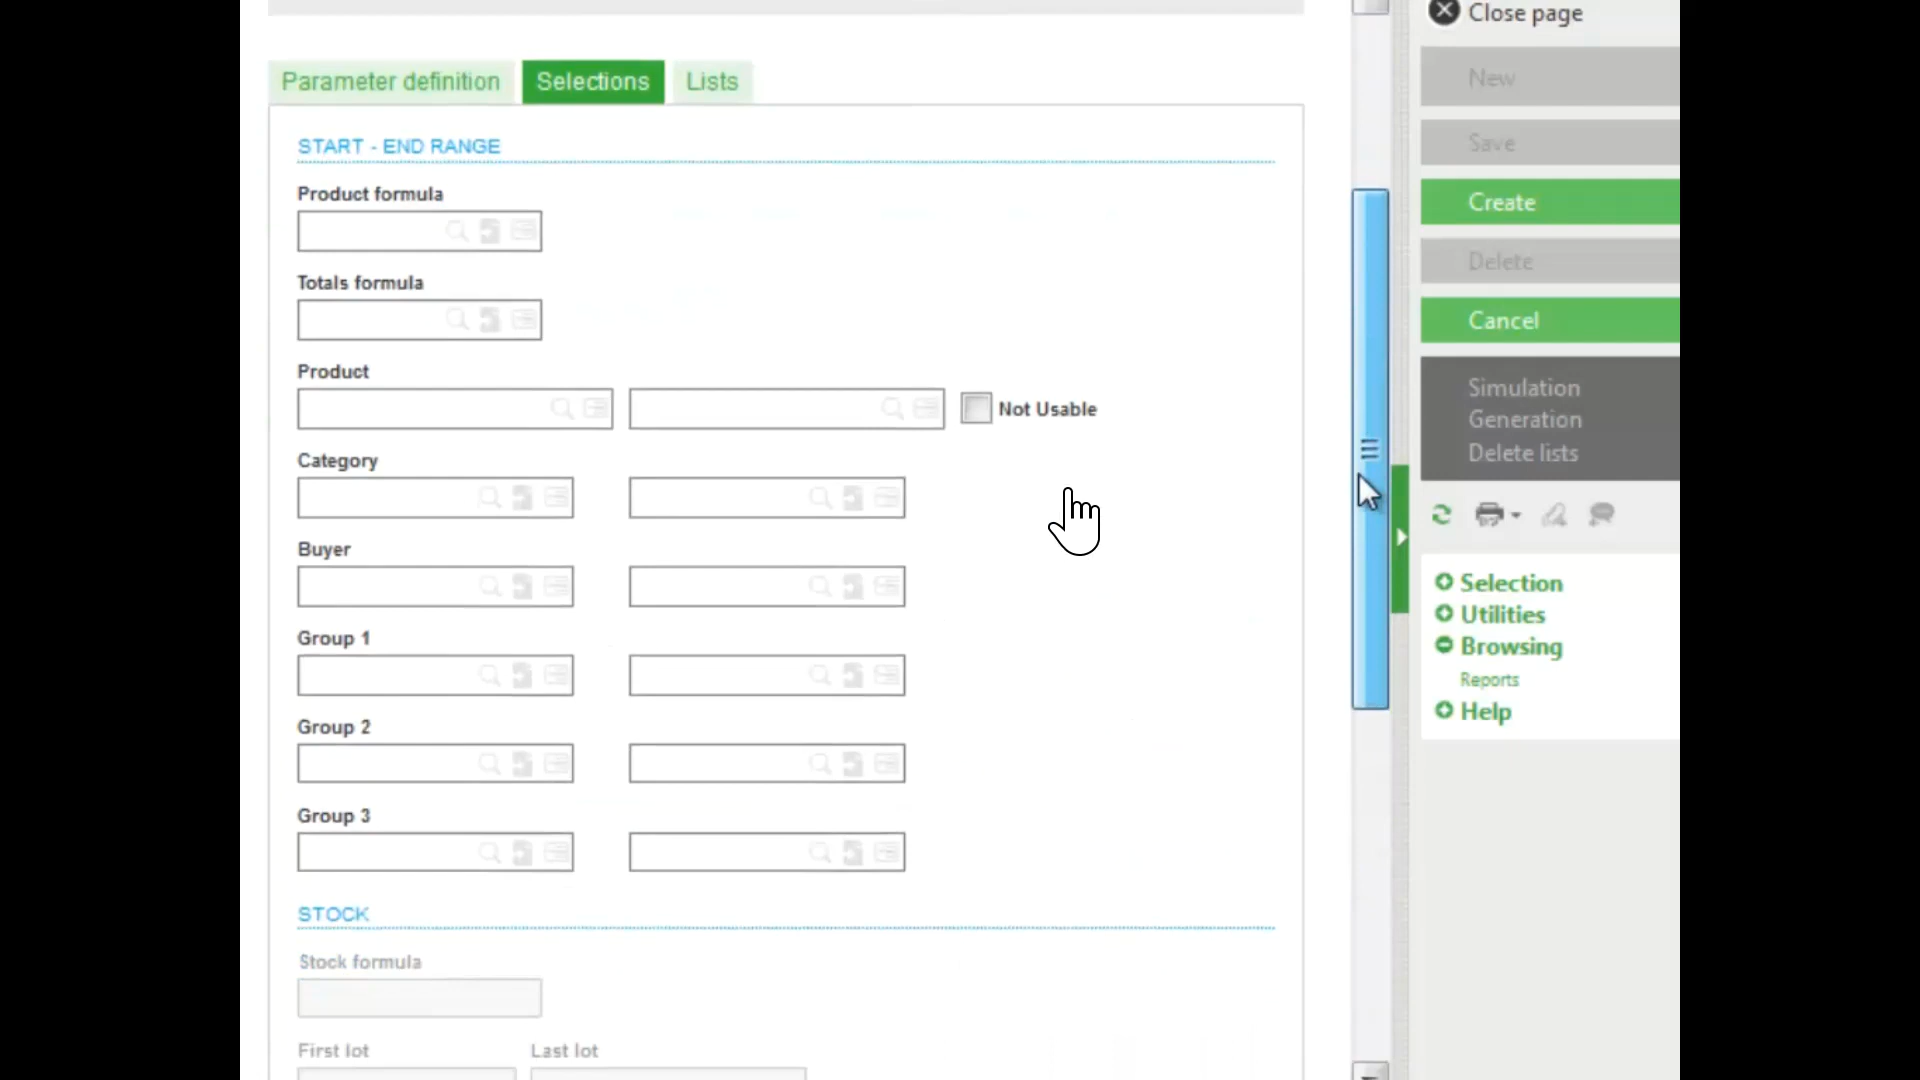 Close page
Parameter definition
Selections
Lists
New
START - END RANGE
Save
Product formula
Create
Delete
Totals formula
Cancel
Product
Simulation
Not Usable
Generation
Category
Delete lists
Buyer
Selection
Utilities
Group 1
Browsing
Reports
Help
Group 2
Group 3
STOCK
Stock formula
First lot
Last lot